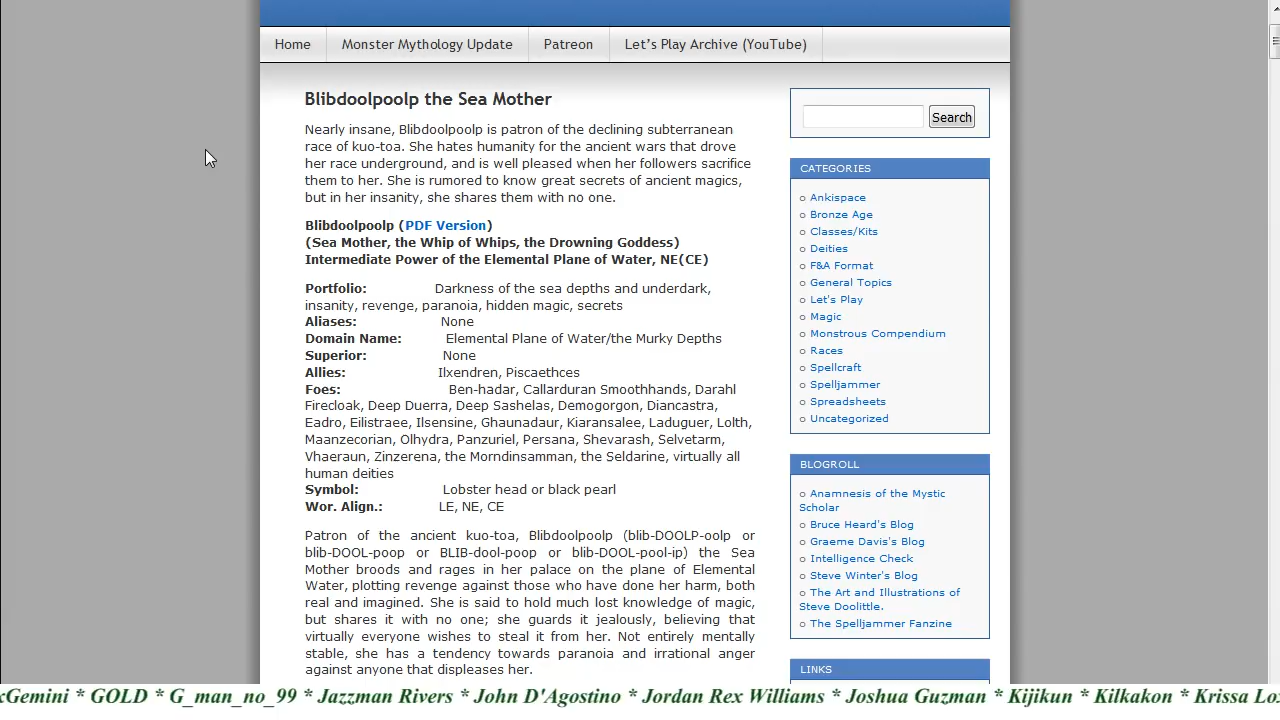 Home Monster Mythology Update Patreon Let's Play Archive (YouTube)
Blibdoolpoolp the Sea Mother
Nearly insane, Blibdoolpoolp is patron of the declining subterranean
race of kuo-toa. She hates humanity for the ancient wars that drove
her race underground, and is well pleased when her followers sacrifice
them to her. She is rumored to know great secrets of ancient magics,
but in her insanity, she shares them with no one.
Blibdoolpoolp (PDF Version)
(Sea Mother, the Whip of Whips, the Drowning Goddess)
Intermediate Power of the Elemental Plane of Water, NE(CE)
Portfolio: Darkness of the sea depths and underdark,
insanity, revenge, paranoia, hidden magic, secrets
Aliases: None
Domain Name: Elemental Plane of Water/the Murky Depths
Superior: None
Allies: Ilxendren, Piscaethces
Foes: Ben-hadar, Callarduran Smoothhands, Darahl
Firecloak, Deep Duerra, Deep Sashelas, Demogorgon, Diancastra,
Eadro, Eilistraee, Ilsensine, Ghaunadaur, Kiaransalee, Laduguer, Lolth,
Maanzecorian, Olhydra, Panzuriel, Persana, Shevarash, Selvetarm,
Vhaeraun, Zinzerena, the Morndinsamman, the Seldarine, virtually all
human deities
Symbol: Lobster head or black pearl
Wor. Align.: LE, NE, CE
Patron of the ancient kuo-toa, Blibdoolpoolp (blib-DOOLP-oolp or
blib-DOOL-poop or BLIB-dool-poop or blib-DOOL-pool-ip) the Sea
Mother broods and rages in her palace on the plane of Elemental
Water, plotting revenge against those who have done her harm, both
real and imagined. She is said to hold much lost knowledge of magic,
but shares it with no one; she guards it jealously, believing that
virtually everyone wishes to steal it from her. Not entirely mentally
stable, she has a tendency towards paranoia and irrational anger
against anyone that displeases her.
Search
CATEGORIES
Ankispace
Bronze Age
Classes/Kits
Deities
F&A Format
General Topics
Let's Play
Magic
Monstrous Compendium
Races
Spellcraft
Spelljammer
Spreadsheets
Uncategorized
BLOGROLL
Anamnesis of the Mystic
Scholar
Bruce Heard's Blog
Graeme Davis's Blog
Intelligence Check
Steve Winter's Blog
The Art and Illustrations of
Steve Doolittle.
The Spelljammer Fanzine
LINKS
xGemini * GOLD * G_man_no_99 * Jazzman Rivers * John D'Agostino * Jordan Rex Williams * Joshua Guzman * Kijikun * Kilkakon * Krissa Lo